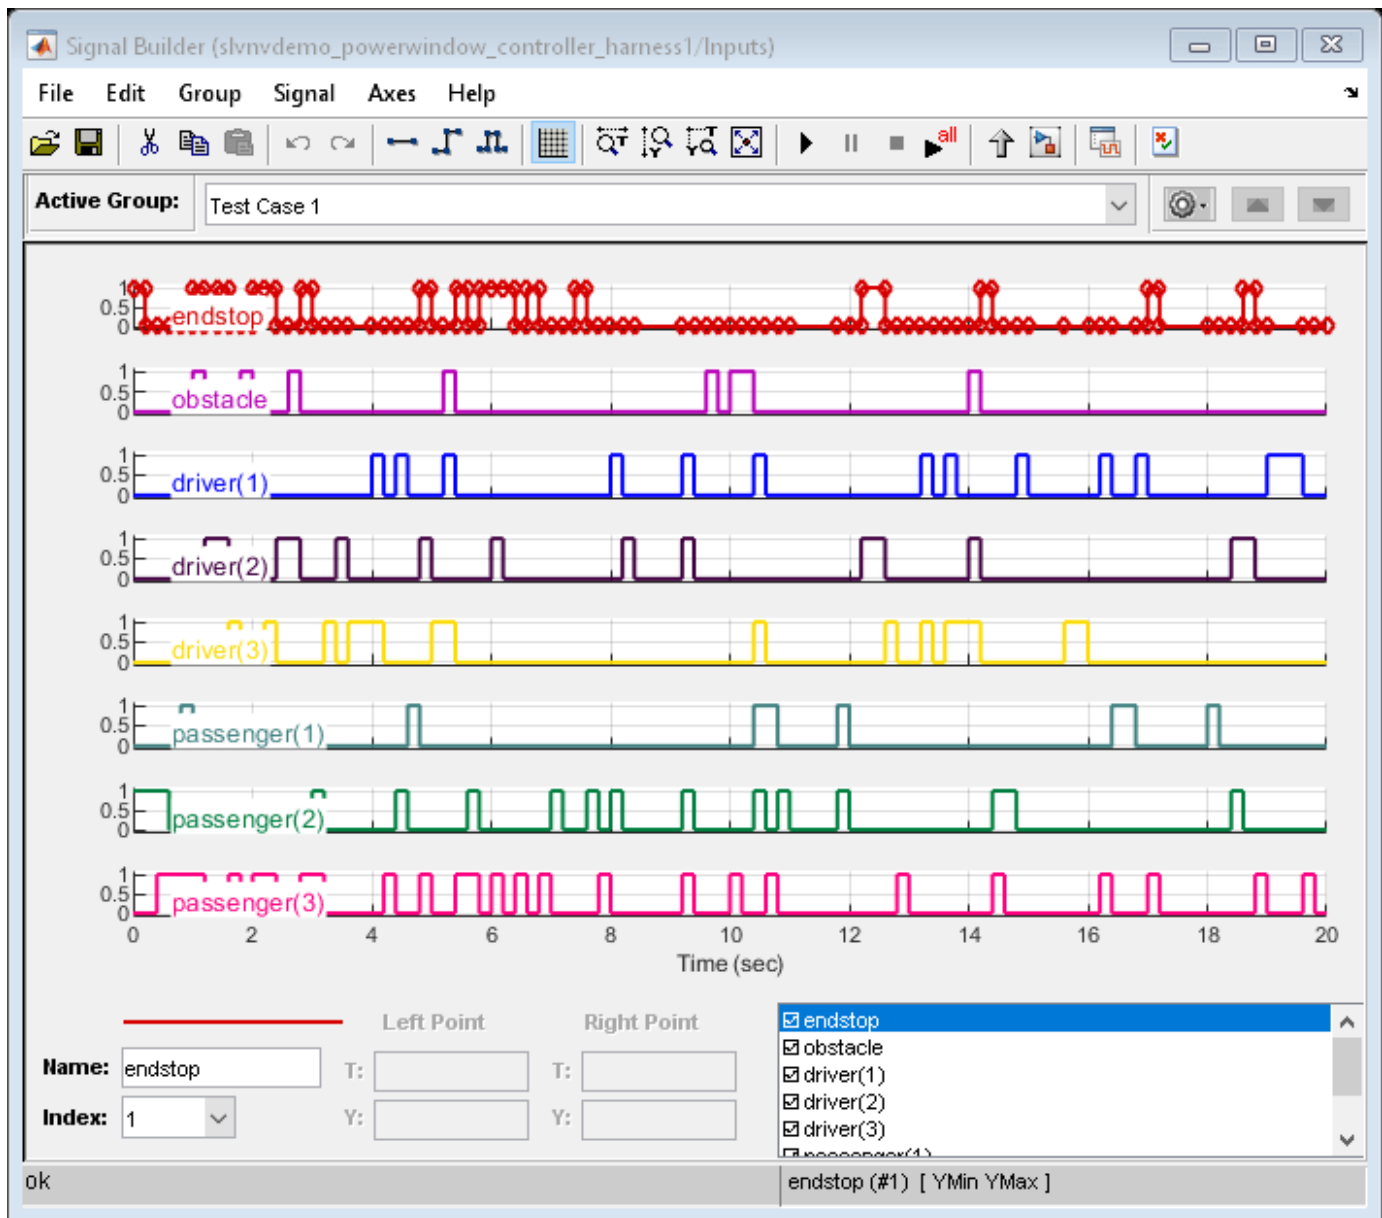 Signal Builder (slvnvdemo_powerwindow_controller_harness1/Inputs)
File Edit Group Signal Axes Help
all
Active Group: Test Case 1
1
0.5
0
endstop
1
0.5
0
obstacle
1
0.5
0
driver(1)
1
0.5
0
driver(2)
1
0.5
0
driver(3)
1
0.5
0
passenger(1)
1
0.5
0
passenger(2)
1
0.5
0
passenger(3)
0 2 4 6 8 10 12 14 16 18 20
Time (sec)
Left Point Right Point
Name: endstop T: T:
Index: 1 Y: Y:
endstop
obstacle
driver(1)
driver(2)
driver(3)
passenger(1)
ok
endstop (#1) [ YMin YMax ]